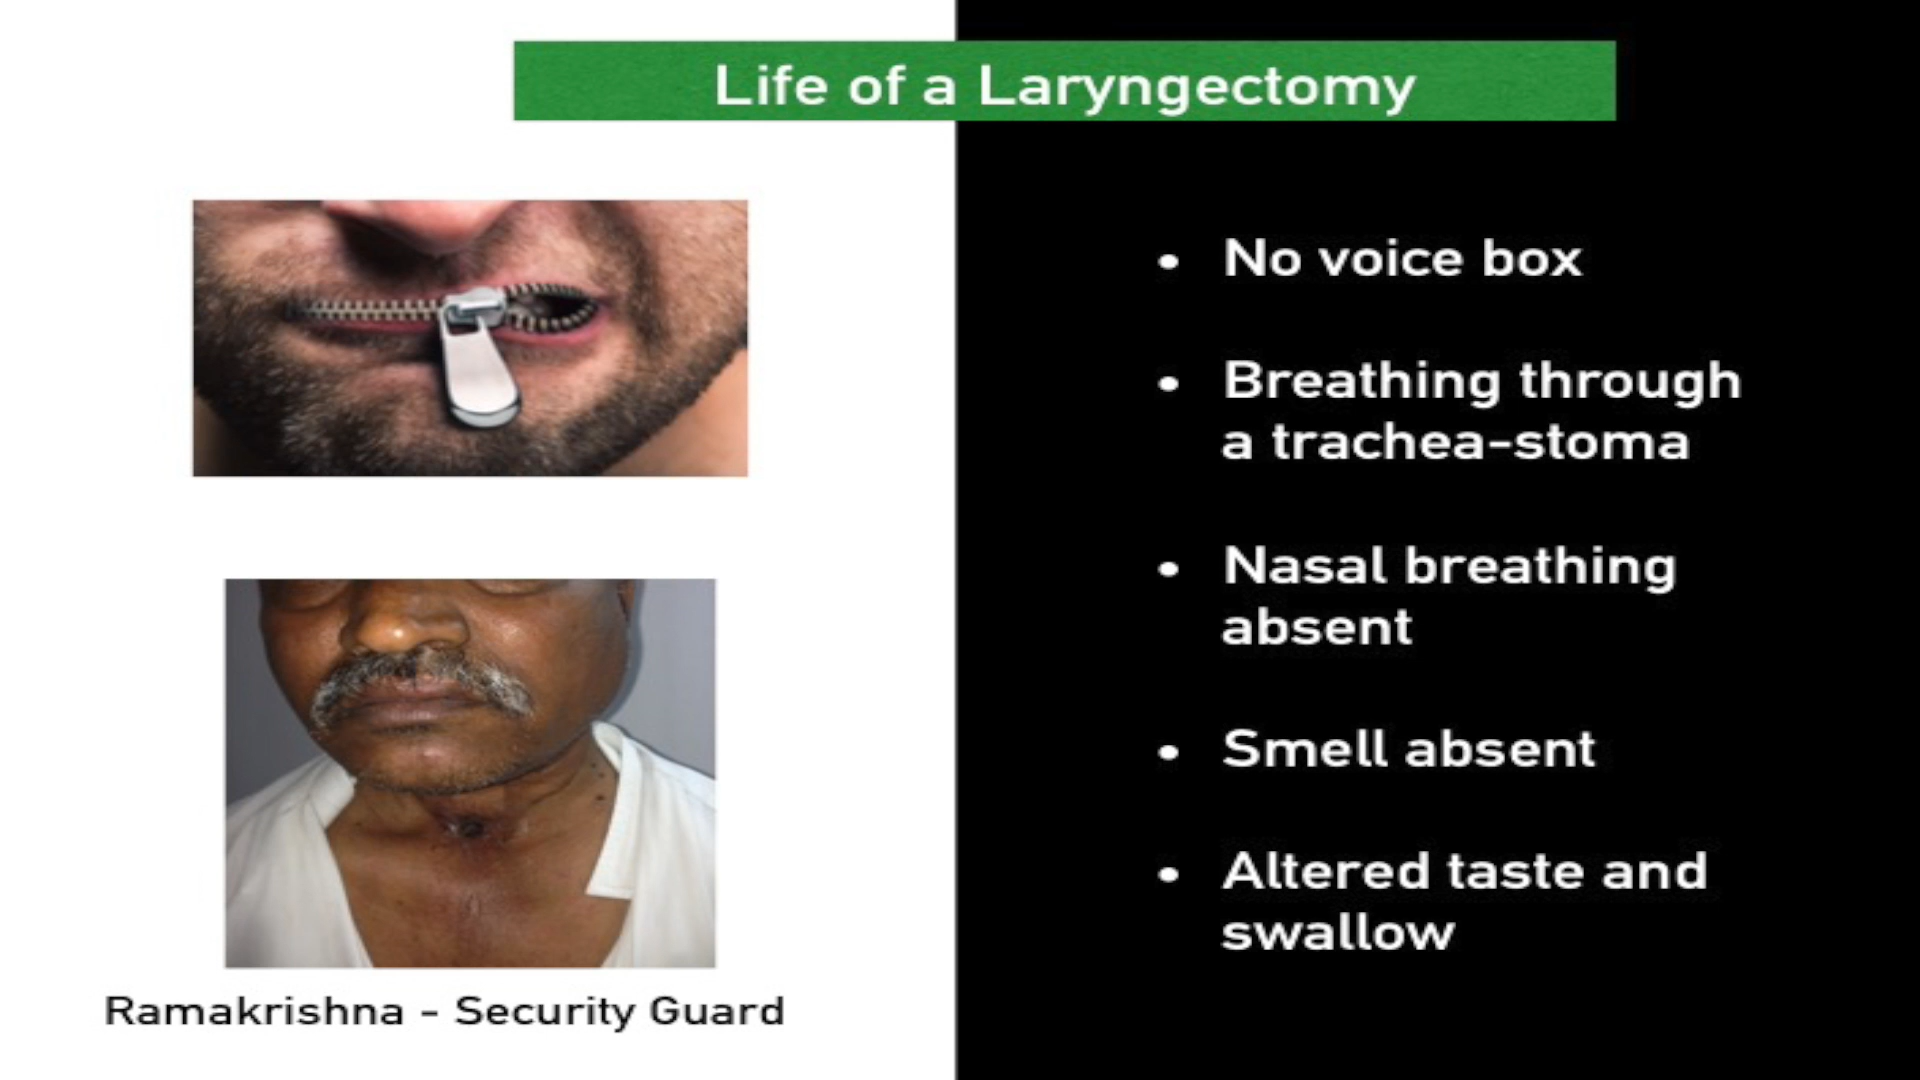 Life of a Laryngectomy
• No voice box
• Breathing through
a trachea-stoma
• Nasal breathing
absent
• Smell absent
• Altered taste and
swallow
Ramakrishna - Security Guard